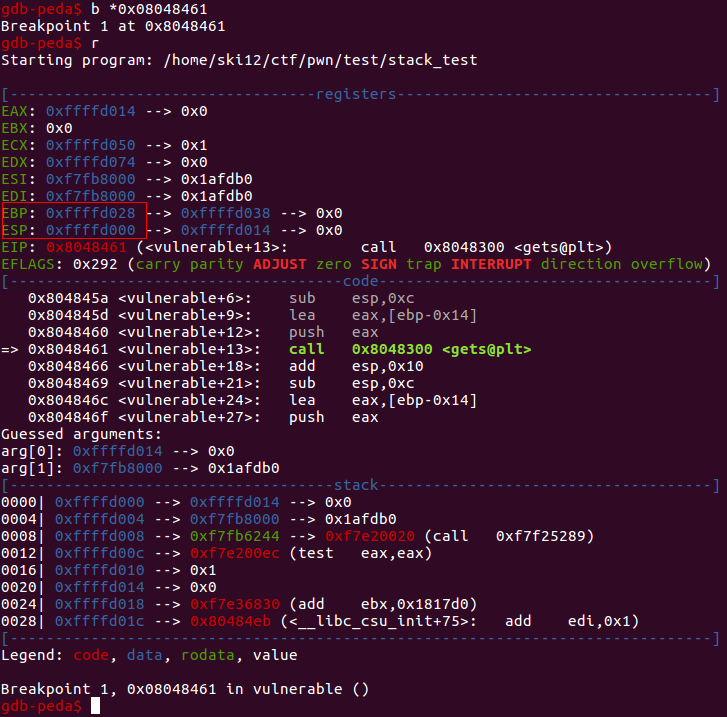 gdb-peda$ b *0x08048461
Breakpoint 1 at 0x8048461
gdb-peda$ r
Starting program: /home/ski12/ctf/pwn/test/stack_test
[----------------------------------registers-----------------------------------]
EAX: 0xffffd014 --> 0x0
EBX: 0x0
ECX: 0xffffd050 --> 0x1
EDX: 0xffffd074 --> 0x0
ESI: 0xf7fb8000 --> 0x1afdb0
EDI: 0xf7fb8000 --> 0x1afdb0
EBP: 0xffffd028 --> 0xffffd038 --> 0x0
ESP: 0xffffd000 --> 0xffffd014 --> 0x0
EIP: 0x8048461 (<vulnerable+13>:	call   0x8048300 <gets@plt>)
EFLAGS: 0x292 (carry parity ADJUST zero SIGN trap INTERRUPT direction overflow)
[-------------------------------------code-------------------------------------]
   0x804845a <vulnerable+6>:	sub    esp,0xc
   0x804845d <vulnerable+9>:	lea    eax,[ebp-0x14]
   0x8048460 <vulnerable+12>:	push   eax
=> 0x8048461 <vulnerable+13>:	call   0x8048300 <gets@plt>
   0x8048466 <vulnerable+18>:	add    esp,0x10
   0x8048469 <vulnerable+21>:	sub    esp,0xc
   0x804846c <vulnerable+24>:	lea    eax,[ebp-0x14]
   0x804846f <vulnerable+27>:	push   eax
Guessed arguments:
arg[0]: 0xffffd014 --> 0x0
arg[1]: 0xf7fb8000 --> 0x1afdb0
[------------------------------------stack-------------------------------------]
0000| 0xffffd000 --> 0xffffd014 --> 0x0
0004| 0xffffd004 --> 0xf7fb8000 --> 0x1afdb0
0008| 0xffffd008 --> 0xf7fb6244 --> 0xf7e20020 (call   0xf7f25289)
0012| 0xffffd00c --> 0xf7e200ec (test   eax,eax)
0016| 0xffffd010 --> 0x1
0020| 0xffffd014 --> 0x0
0024| 0xffffd018 --> 0xf7e36830 (add    ebx,0x1817d0)
0028| 0xffffd01c --> 0x80484eb (<__libc_csu_init+75>:	add    edi,0x1)
[------------------------------------------------------------------------------]
Legend: code, data, rodata, value
Breakpoint 1, 0x08048461 in vulnerable ()
gdb-peda$